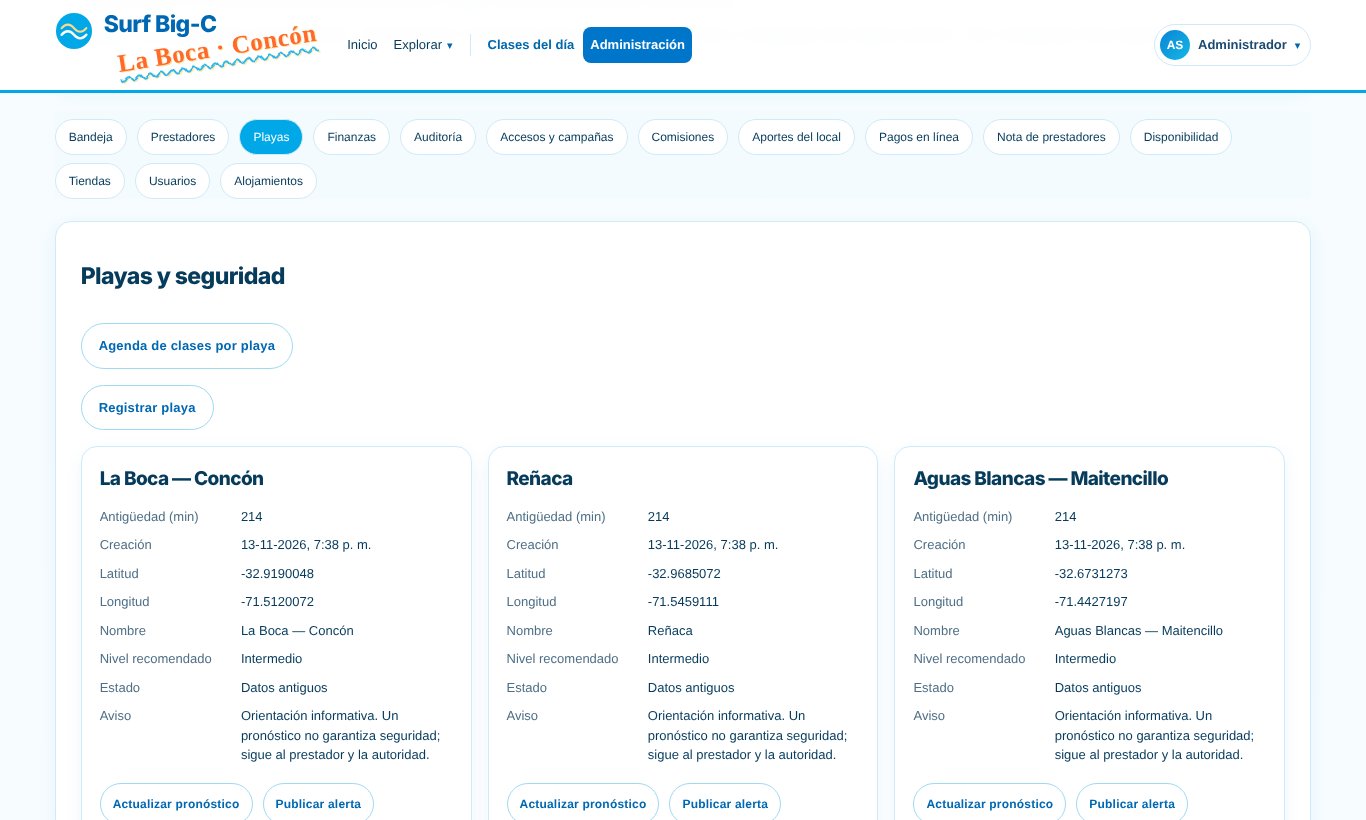 Surf Big-C
La Boca · Concón
Inicio
Explorar ▾
Clases del día
Administración
AS
Administrador ▾
Bandeja
Prestadores
Playas
Finanzas
Auditoría
Accesos y campañas
Comisiones
Aportes del local
Pagos en línea
Nota de prestadores
Disponibilidad
Tiendas
Usuarios
Alojamientos
Playas y seguridad
Agenda de clases por playa
Registrar playa
La Boca — Concón
Antigüedad (min) 214
Creación 13-11-2026, 7:38 p. m.
Latitud -32.9190048
Longitud -71.5120072
Nombre La Boca — Concón
Nivel recomendado Intermedio
Estado Datos antiguos
Aviso Orientación informativa. Un
pronóstico no garantiza seguridad;
sigue al prestador y la autoridad.
Actualizar pronóstico
Publicar alerta
Reñaca
Antigüedad (min) 214
Creación 13-11-2026, 7:38 p. m.
Latitud -32.9685072
Longitud -71.5459111
Nombre Reñaca
Nivel recomendado Intermedio
Estado Datos antiguos
Aviso Orientación informativa. Un
pronóstico no garantiza seguridad;
sigue al prestador y la autoridad.
Actualizar pronóstico
Publicar alerta
Aguas Blancas — Maitencillo
Antigüedad (min) 214
Creación 13-11-2026, 7:38 p. m.
Latitud -32.6731273
Longitud -71.4427197
Nombre Aguas Blancas — Maitencillo
Nivel recomendado Intermedio
Estado Datos antiguos
Aviso Orientación informativa. Un
pronóstico no garantiza seguridad;
sigue al prestador y la autoridad.
Actualizar pronóstico
Publicar alerta